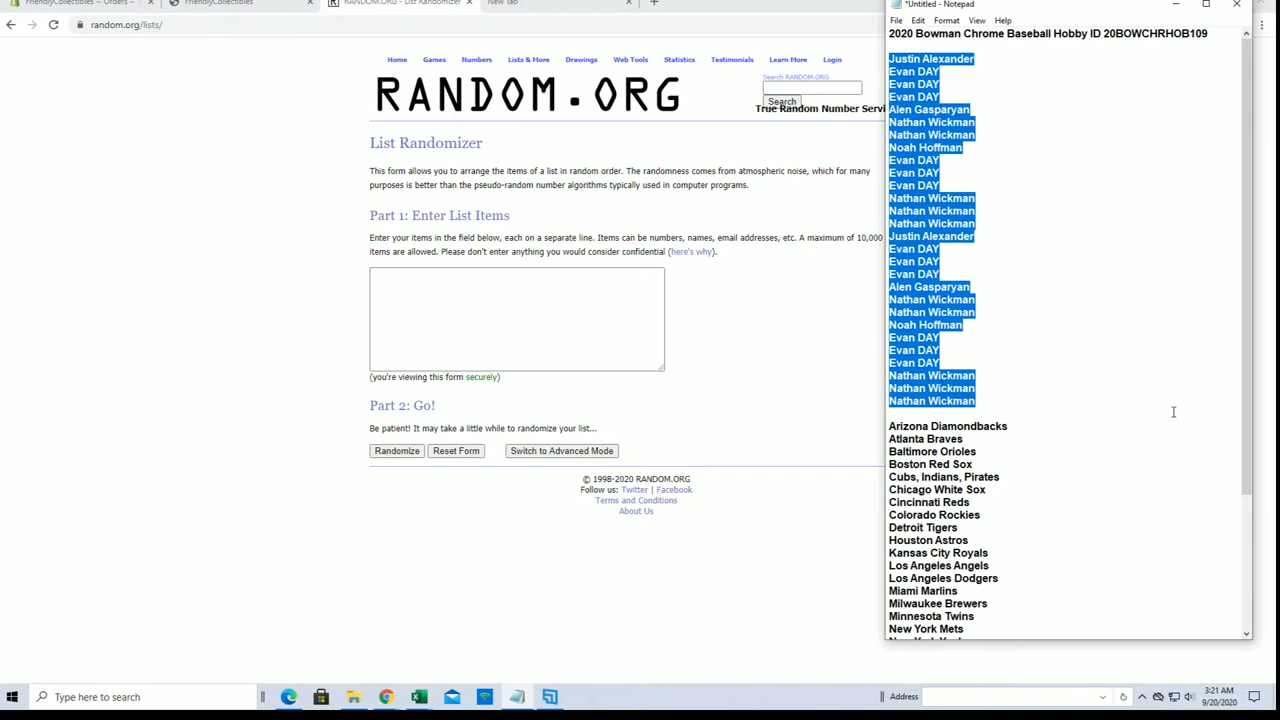 FriendlyCollectibles – Orders
FriendlyCollectibles
RANDOM.ORG - List Randomizer
New Tab
random.org/lists/
Home Games Numbers Lists & More Drawings Web Tools Statistics Testimonials Learn More Login
RANDOM.ORG
Search RANDOM.ORG
Search
True Random Number Servi
List Randomizer
This form allows you to arrange the items of a list in random order. The randomness comes from atmospheric noise, which for many
purposes is better than the pseudo-random number algorithms typically used in computer programs.
Part 1: Enter List Items
Enter your items in the field below, each on a separate line. Items can be numbers, names, email addresses, etc. A maximum of 10,000
items are allowed. Please don't enter anything you would consider confidential (here's why).
(you're viewing this form securely)
Part 2: Go!
Be patient! It may take a little while to randomize your list...
Randomize Reset Form Switch to Advanced Mode
© 1998-2020 RANDOM.ORG
Follow us: Twitter | Facebook
Terms and Conditions
About Us
*Untitled - Notepad
File Edit Format View Help
2020 Bowman Chrome Baseball Hobby ID 20BOWCHRHOB109
Justin Alexander
Evan DAY
Evan DAY
Evan DAY
Alen Gasparyan
Nathan Wickman
Nathan Wickman
Noah Hoffman
Evan DAY
Evan DAY
Evan DAY
Nathan Wickman
Nathan Wickman
Nathan Wickman
Justin Alexander
Evan DAY
Evan DAY
Evan DAY
Alen Gasparyan
Nathan Wickman
Nathan Wickman
Noah Hoffman
Evan DAY
Evan DAY
Evan DAY
Nathan Wickman
Nathan Wickman
Nathan Wickman
Arizona Diamondbacks
Atlanta Braves
Baltimore Orioles
Boston Red Sox
Cubs, Indians, Pirates
Chicago White Sox
Cincinnati Reds
Colorado Rockies
Detroit Tigers
Houston Astros
Kansas City Royals
Los Angeles Angels
Los Angeles Dodgers
Miami Marlins
Milwaukee Brewers
Minnesota Twins
New York Mets
Type here to search
Address
3:21 AM
9/20/2020